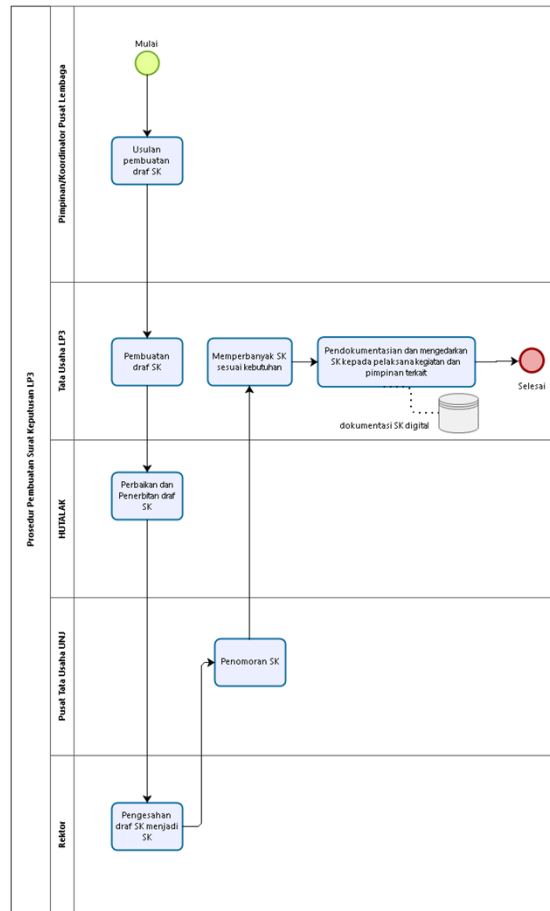 Prosedur Pembuatan Surat Keputusan LP3
Pimpinan/Koordinator Pusat Lembaga
Mulai
Usulan
pembuatan
draf SK
Tata Usaha LP3
Pembuatan
draf SK
Memperbanyak SK
sesuai kebutuhan
Pendokumentasian dan mengedarkan
SK kepada pelaksana kegiatan dan
pimpinan terkait
Selesai
dokumentasi SK digital
HUTALAK
Perbaikan dan
Penerbitan draf
SK
Pusat Tata Usaha UNJ
Penomoran SK
Rektor
Pengesahan
draf SK menjadi
SK